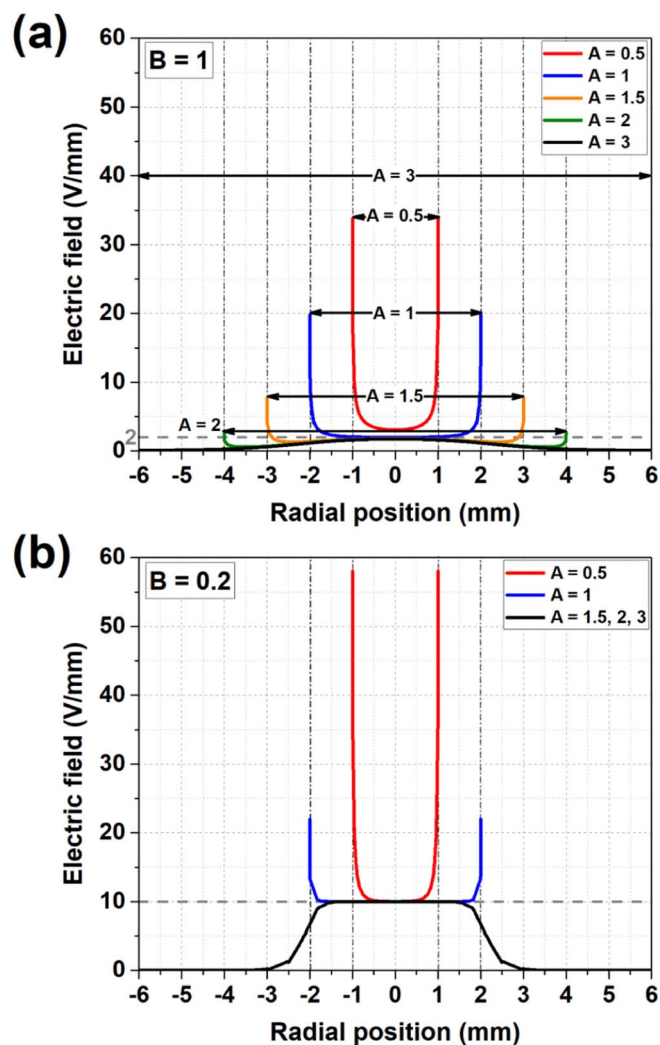 (a)
60
50
40
30
20
10
0
2
Electric field (V/mm)
B = 1
A = 0.5
A = 1
A = 1.5
A = 2
A = 3
A = 3
A = 0.5
A = 1
A = 1.5
A = 2
-6 -5 -4 -3 -2 -1 0 1 2 3 4 5 6
Radial position (mm)
(b)
60
50
40
30
20
10
0
Electric field (V/mm)
B = 0.2
A = 0.5
A = 1
A = 1.5, 2, 3
-6 -5 -4 -3 -2 -1 0 1 2 3 4 5 6
Radial position (mm)